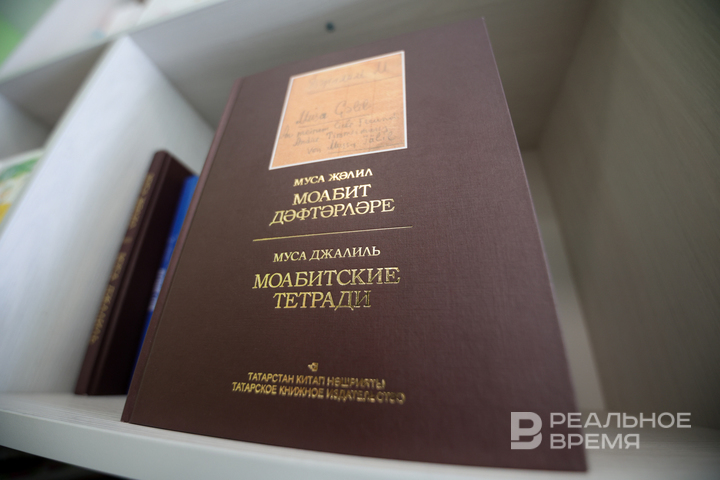 МУСА ҖӘЛИЛ
МОАБИТ
ДӘФТӘРЛӘРЕ
МУСА ДЖАЛИЛЬ
МОАБИТСКИЕ
ТЕТРАДИ
ТАТАРСТАН КИТАП НӘШРИЯТЫ
ТАТАРСКОЕ КНИЖНОЕ ИЗДАТЕЛЬСТВО
РЕАЛЬНОЕ
ВРЕМЯ